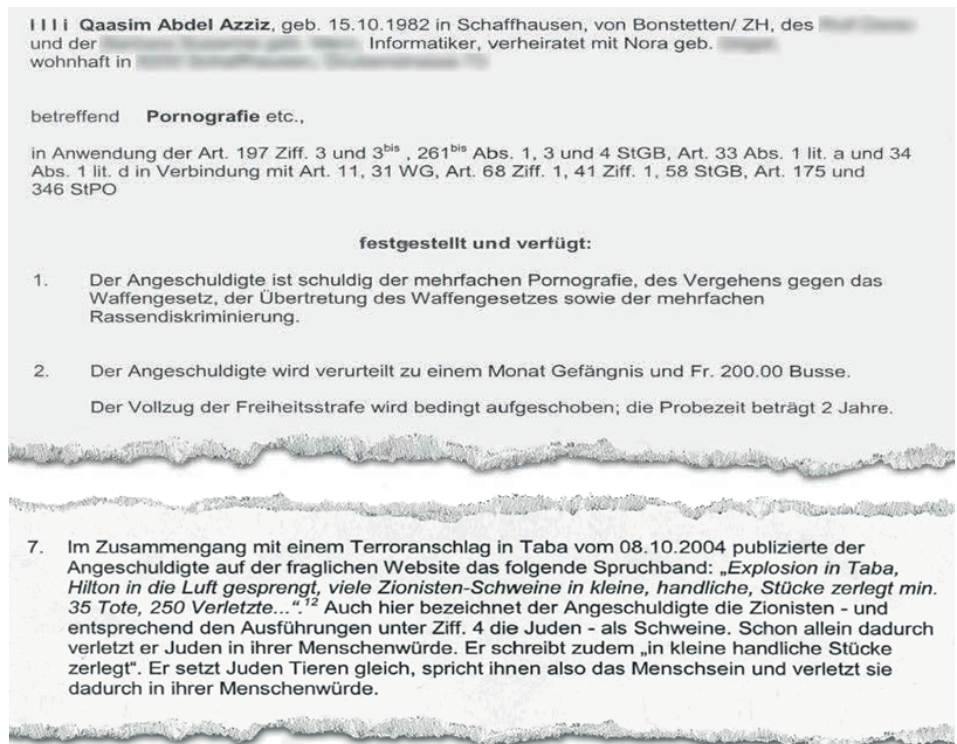 I l l i  Qaasim Abdel Azziz, geb. 15.10.1982 in Schaffhausen, von Bonstetten/ ZH, des
und der Informatiker, verheiratet mit Nora geb.
wohnhaft in
betreffend Pornografie etc.,
in Anwendung der Art. 197 Ziff. 3 und 3bis , 261bis Abs. 1, 3 und 4 StGB, Art. 33 Abs. 1 lit. a und 34
Abs. 1 lit. d in Verbindung mit Art. 11, 31 WG, Art. 68 Ziff. 1, 41 Ziff. 1, 58 StGB, Art. 175 und
346 StPO
festgestellt und verfügt:
1. Der Angeschuldigte ist schuldig der mehrfachen Pornografie, des Vergehens gegen das
Waffengesetz, der Übertretung des Waffengesetzes sowie der mehrfachen
Rassendiskriminierung.
2. Der Angeschuldigte wird verurteilt zu einem Monat Gefängnis und Fr. 200.00 Busse.
Der Vollzug der Freiheitsstrafe wird bedingt aufgeschoben; die Probezeit beträgt 2 Jahre.
7. Im Zusammengang mit einem Terroranschlag in Taba vom 08.10.2004 publizierte der
Angeschuldigte auf der fraglichen Website das folgende Spruchband: „Explosion in Taba,
Hilton in die Luft gesprengt, viele Zionisten-Schweine in kleine, handliche, Stücke zerlegt min.
35 Tote, 250 Verletzte...“.12 Auch hier bezeichnet der Angeschuldigte die Zionisten - und
entsprechend den Ausführungen unter Ziff. 4 die Juden - als Schweine. Schon allein dadurch
verletzt er Juden in ihrer Menschenwürde. Er schreibt zudem „in kleine handliche Stücke
zerlegt“. Er setzt Juden Tieren gleich, spricht ihnen also das Menschsein und verletzt sie
dadurch in ihrer Menschenwürde.